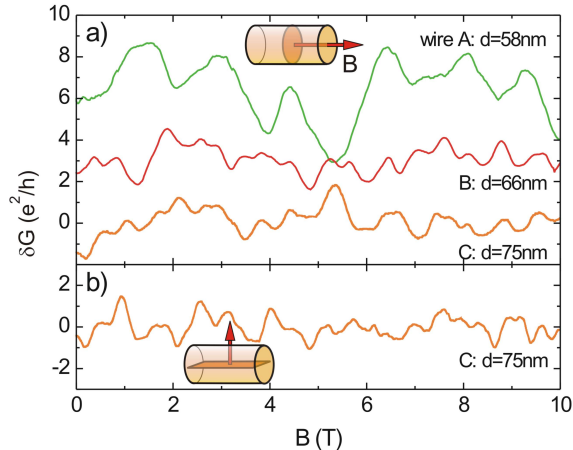 10
a)
wire A: d=58nm
8
B
6
4
B: d=66nm
2
0
C: d=75nm
δG (e²/h)
b)
2
0
C: d=75nm
-2
0 2 4 6 8 10
B (T)